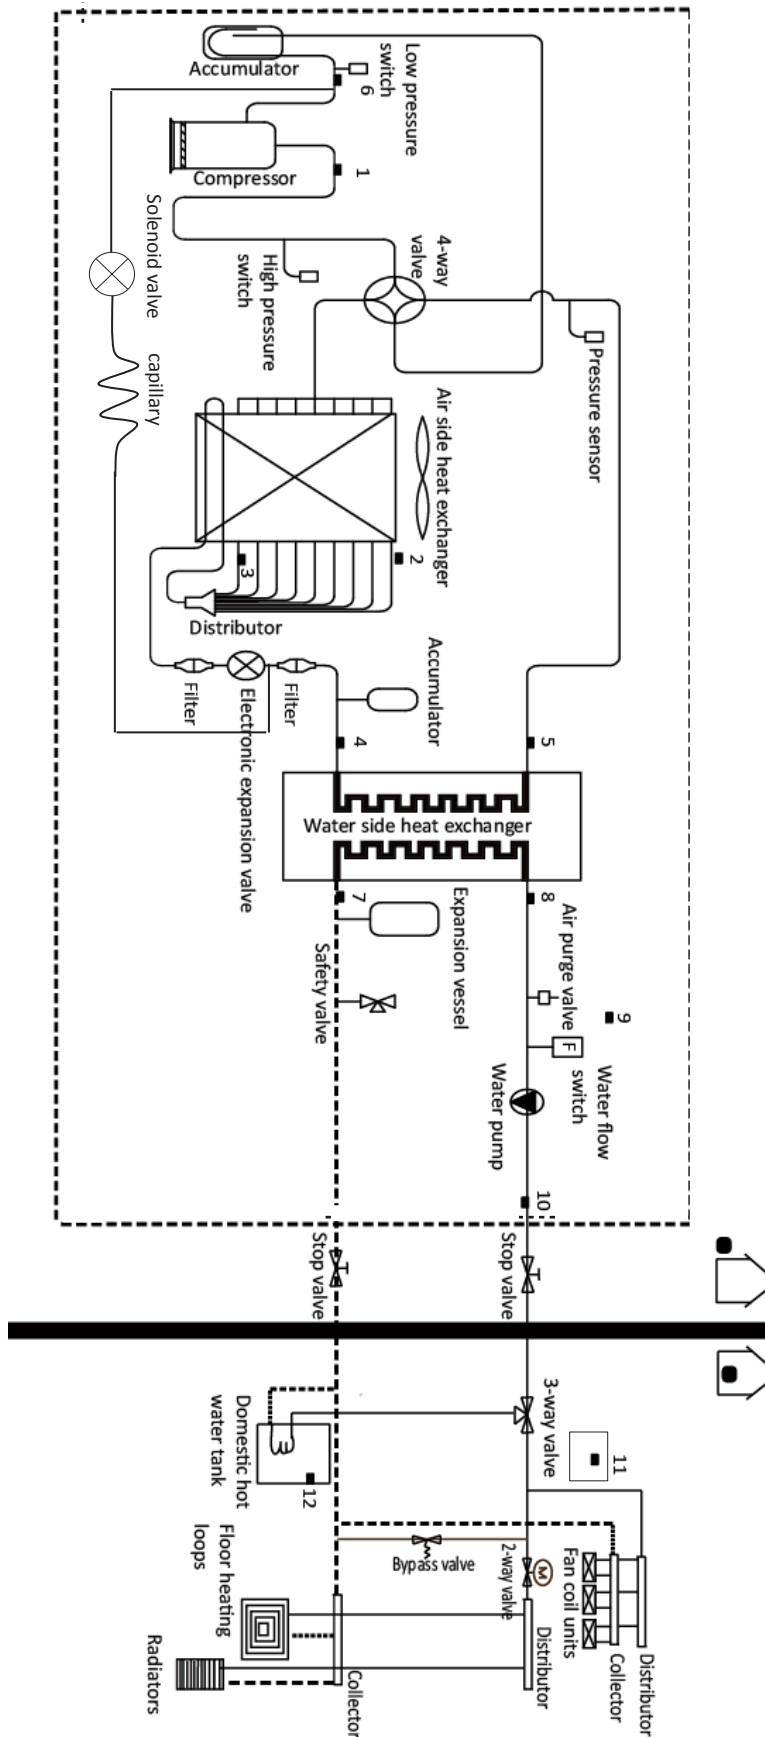 Accumulator
Low pressure
switch
6
Compressor
1
Solenoid valve
4-way
valve
High pressure
switch
Pressure sensor
capillary
Air side heat exchanger
2
3
Distributor
Accumulator
Filter
Filter
Electronic expansion valve
4
5
Water side heat exchanger
7
8
Expansion vessel
Air purge valve
9
Safety valve
F
Water flow
switch
Water pump
10
Stop valve
Stop valve
3-way valve
11
Domestic hot
water tank
12
Floor heating
loops
Bypass valve
2-way valve
M
Fan coil units
Collector
Distributor
Distributor
Collector
Radiators